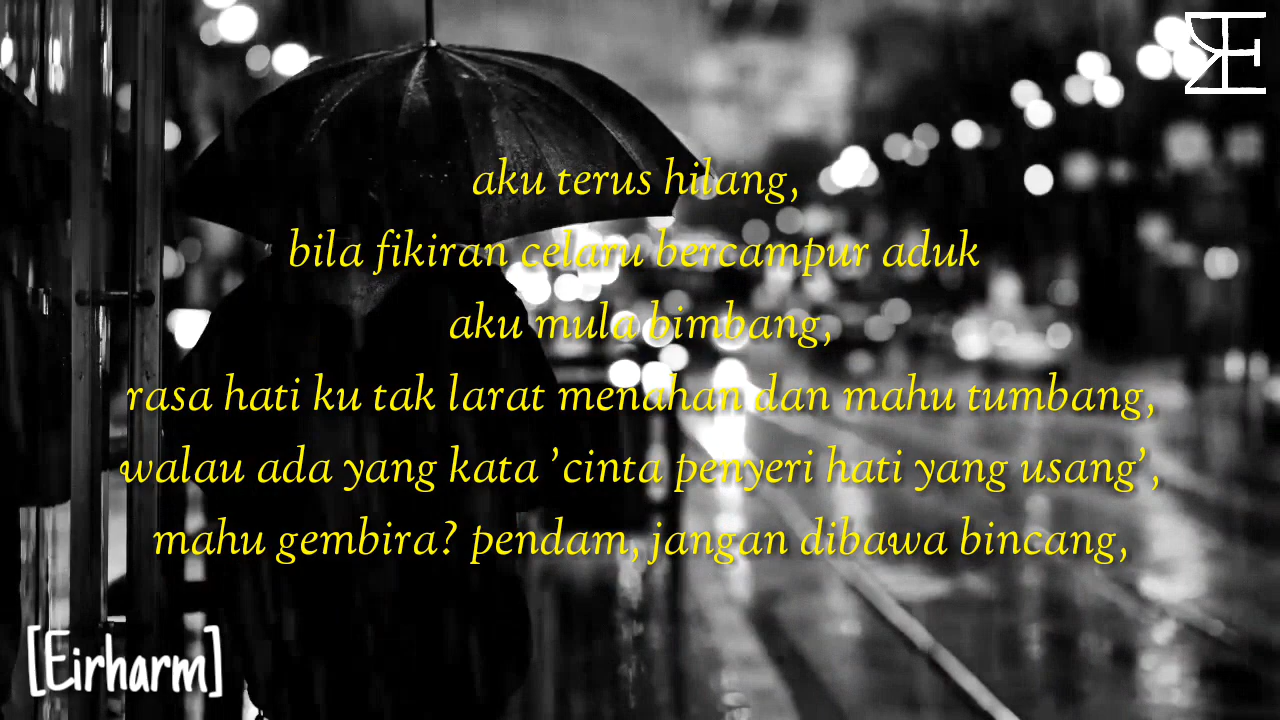 aku terus hilang,
bila fikiran celaru bercampur aduk
aku mula bimbang,
rasa hati ku tak larat menahan dan mahu tumbang,
walau ada yang kata 'cinta penyeri hati yang usang',
mahu gembira? pendam, jangan dibawa bincang,
[Eirharm]